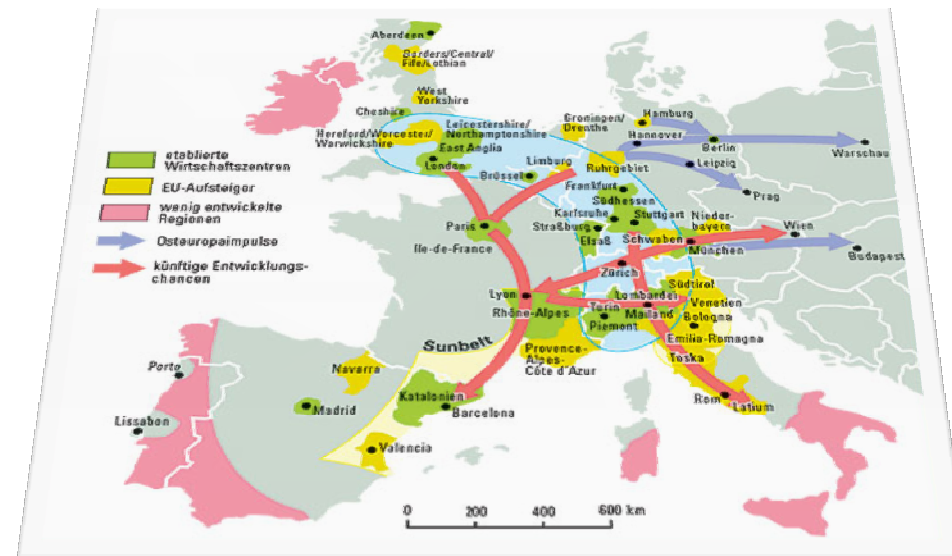 Aberdeen
Borders/Central/
Fife/Lothian
West
Yorkshire
Cheshire
Leicestershire/
Northamptonshire
Hereford/Worcester/
Warwickshire
East Anglia
London
Groningen/
Drenthe
Hamburg
Hannover
Berlin
Leipzig
Warschau
Prag
Limburg
Brüssel
Ruhrgebiet
Frankfurt
Südhessen
Karlsruhe
Stuttgart
Straßburg
Elsaß
Nieder-
bayern
Schwaben
München
Wien
Budapest
Zürich
Paris
Ile-de-France
Lyon
Rhône-Alpes
Südtirol
Lombardei
Venetien
Turin
Mailand
Piemont
Bologna
Emilia-Romagna
Toska
Provence-
Alpes-
Côte d'Azur
Rom
Latium
Sunbelt
Navarra
Katalonien
Barcelona
Madrid
Valencia
Porto
Lissabon
etablierte
Wirtschaftszentren
EU-Aufsteiger
wenig entwickelte
Regionen
Osteuropaimpulse
künftige Entwicklungs-
chancen
0 200 400 600 km